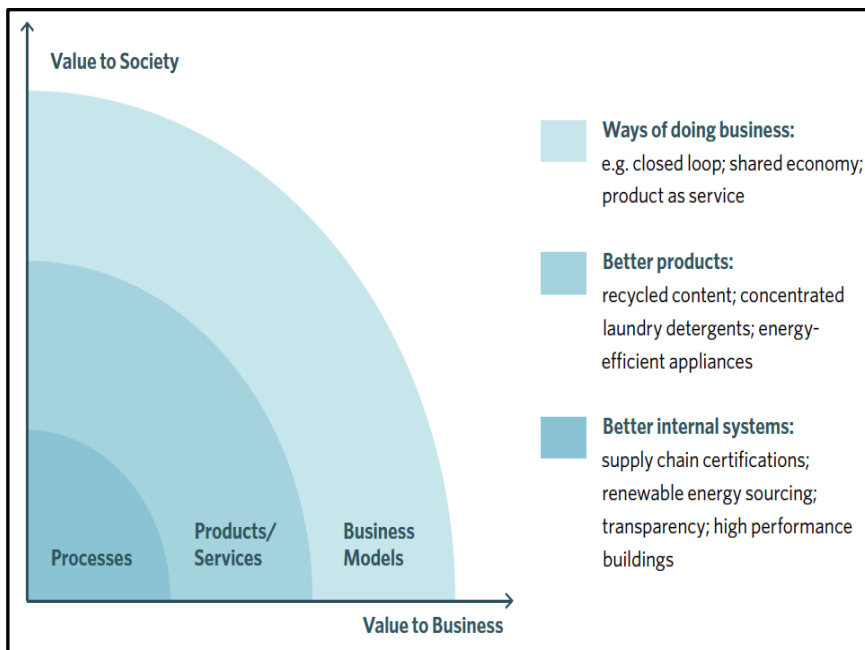 Value to Society
Ways of doing business:
e.g. closed loop; shared economy;
product as service
Better products:
recycled content; concentrated
laundry detergents; energy-
efficient appliances
Better internal systems:
supply chain certifications;
renewable energy sourcing;
transparency; high performance
buildings
Processes
Products/
Services
Business
Models
Value to Business